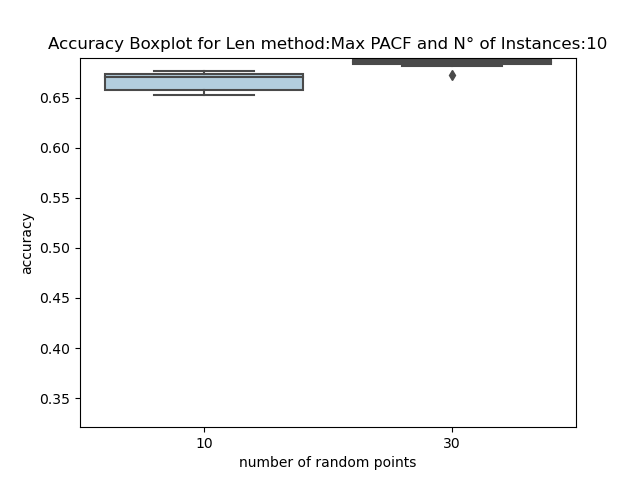 Accuracy Boxplot for Len method:Max PACF and N° of Instances:10
0.65
0.60
0.55
0.50
0.45
0.40
0.35
accuracy
10 30
number of random points